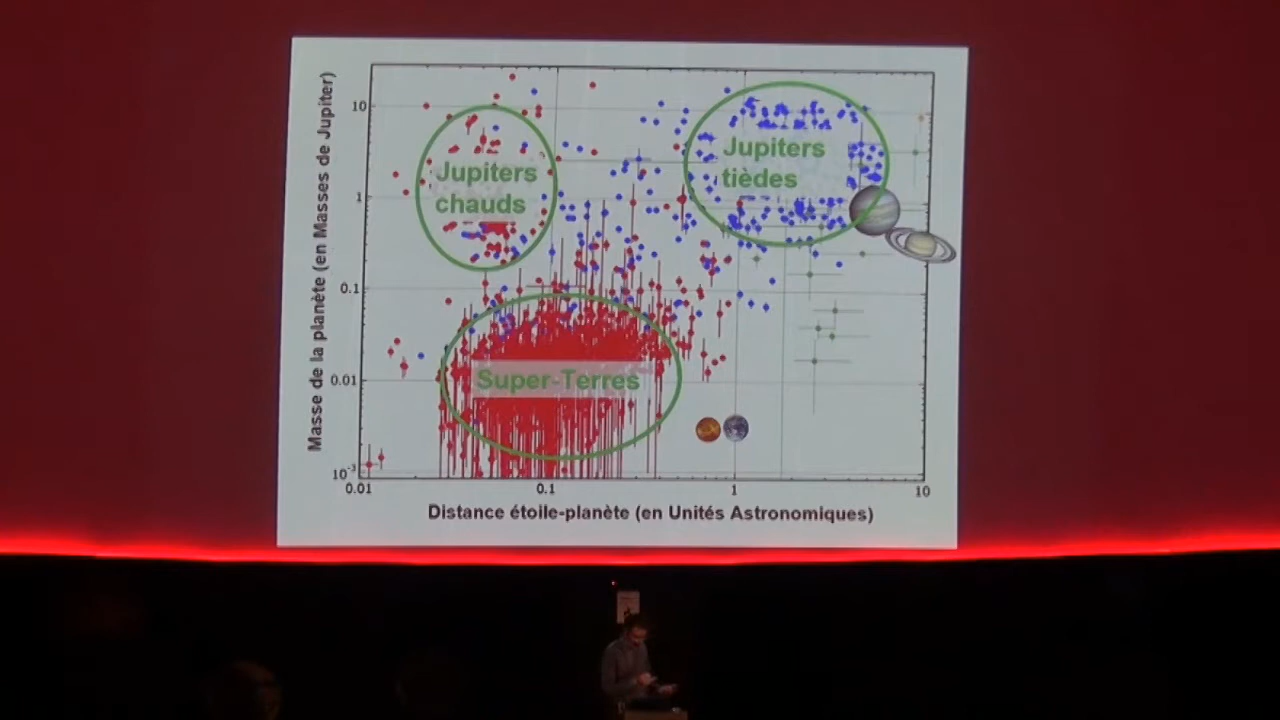 Masse de la planète (en Masses de Jupiter)
10
1
0.1
0.01
10⁻³
Jupiters
chauds
Jupiters
tièdes
Super-Terres
0.01
0.1
1
10
Distance étoile-planète (en Unités Astronomiques)